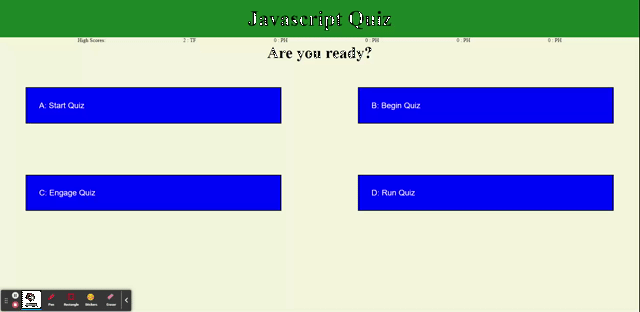 Javascript Quiz
High Scores: 2 : TF 0 : PH 0 : PH 0 : PH 0 : PH
Are you ready?
A: Start Quiz B: Begin Quiz
C: Engage Quiz D: Run Quiz
Pen Rectangle Stickers Eraser